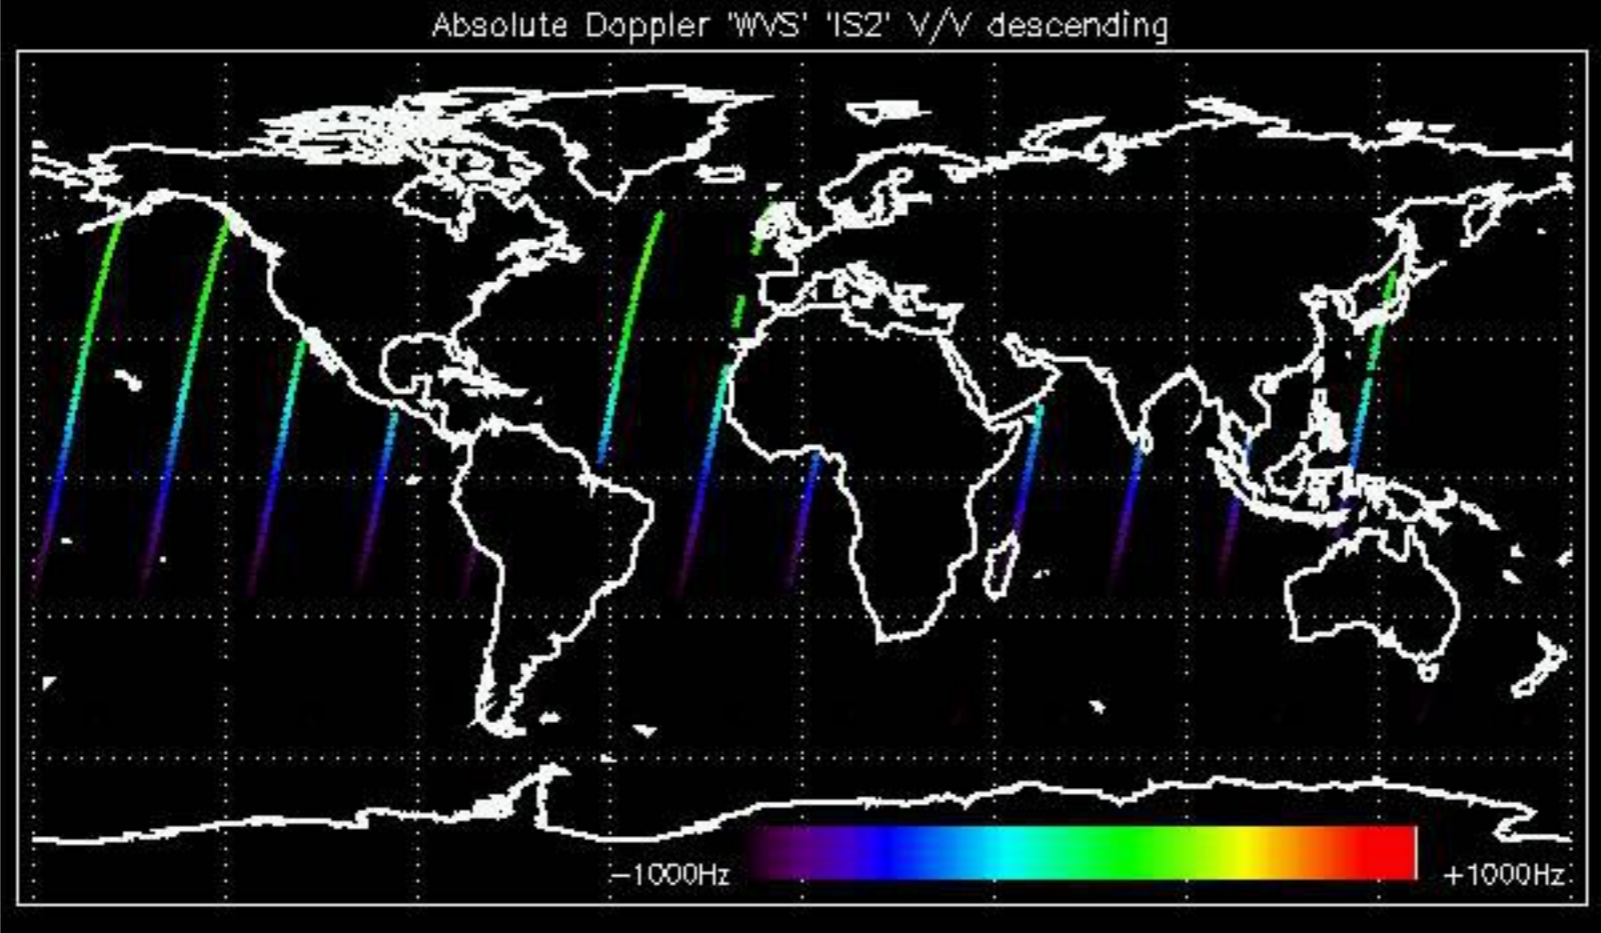 Absolute Doppler 'WVS' 'IS2' V/V descending
−1000Hz +1000Hz